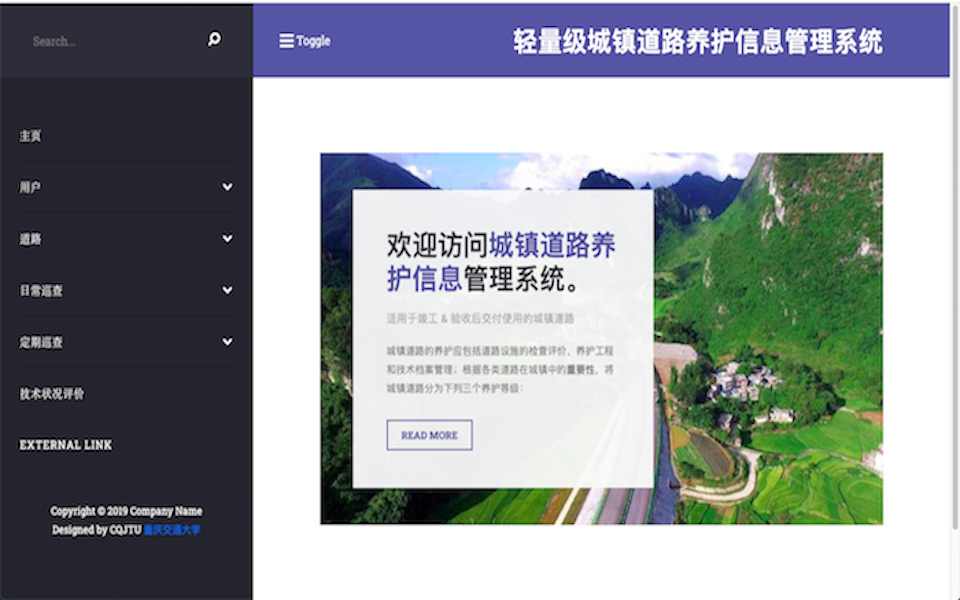 Search...
Toggle
轻量级城镇道路养护信息管理系统
主页
用户
道路
日常巡查
定期巡查
技术状况评价
EXTERNAL LINK
Copyright © 2019 Company Name
Designed by CQJTU 重庆交通大学
欢迎访问城镇道路养
护信息管理系统。
适用于竣工 & 验收后交付使用的城镇道路
城镇道路的养护应包括道路设施的检查评价、养护工程
和技术档案管理；根据各类道路在城镇中的重要性，将
城镇道路分为下列三个养护等级：
READ MORE